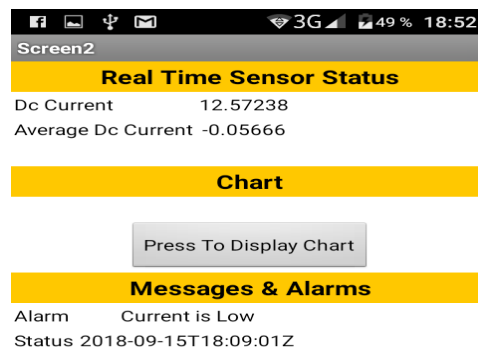 3G 49 % 18:52
Screen2
Real Time Sensor Status
Dc Current 12.57238
Average Dc Current -0.05666
Chart
Press To Display Chart
Messages & Alarms
Alarm Current is Low
Status 2018-09-15T18:09:01Z